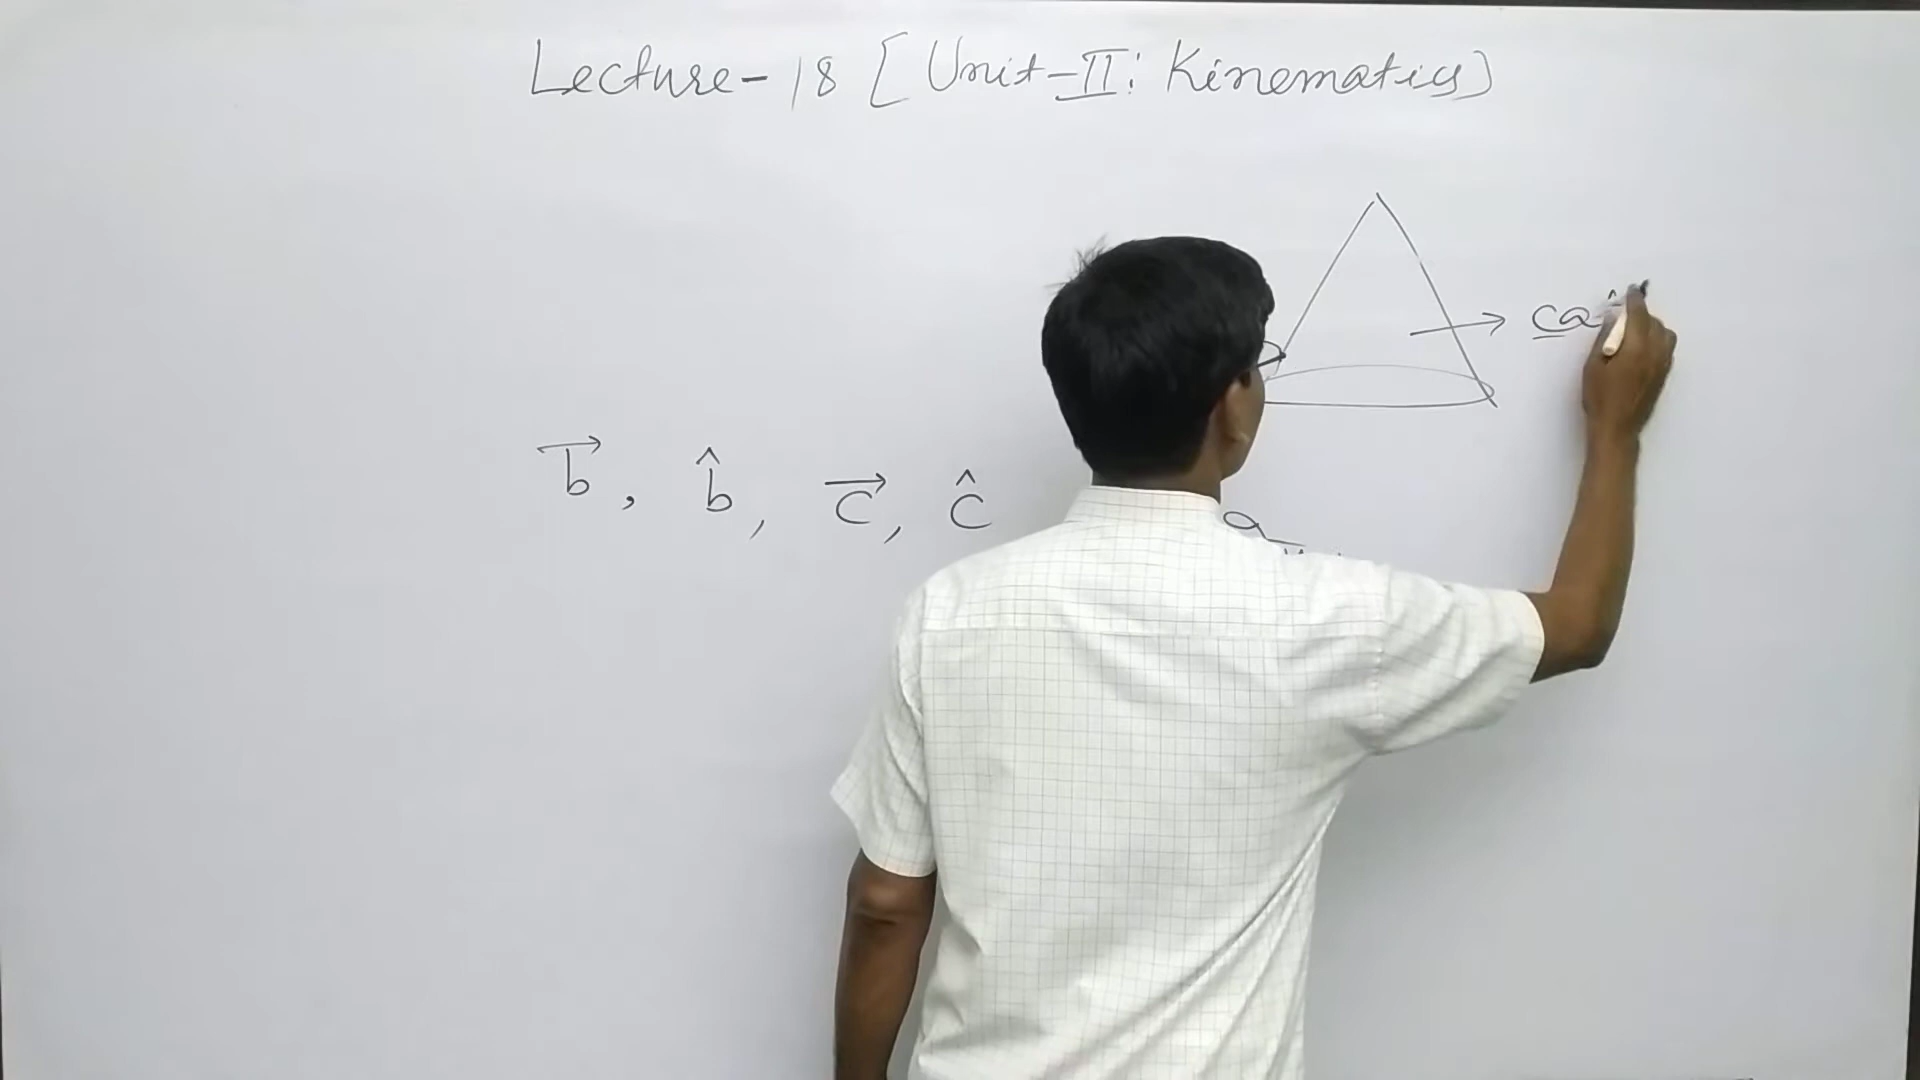 Lecture-18 [Unit-II: Kinematics]
b⃗, b̂, c⃗, ĉ